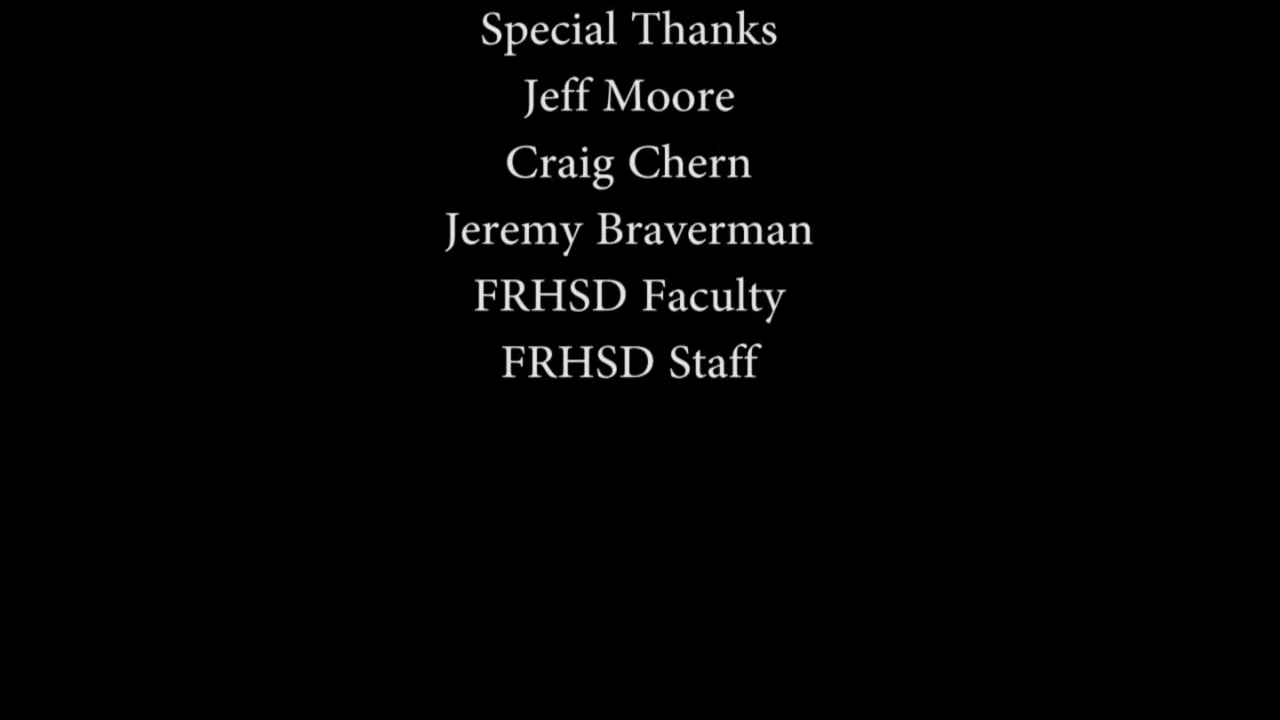 Special Thanks
Jeff Moore
Craig Chern
Jeremy Braverman
FRHSD Faculty
FRHSD Staff